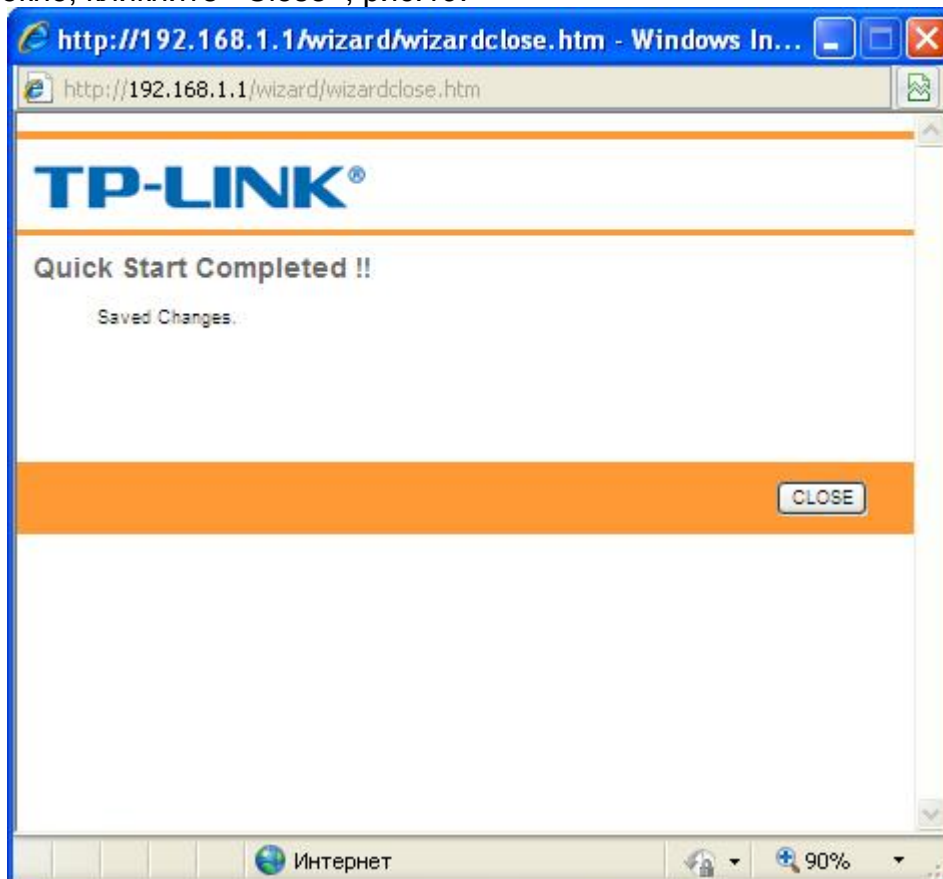 http://192.168.1.1/wizard/wizardclose.htm - Windows In...
http://192.168.1.1/wizard/wizardclose.htm
TP-LINK®
Quick Start Completed !!
Saved Changes.
CLOSE
Интернет
90%